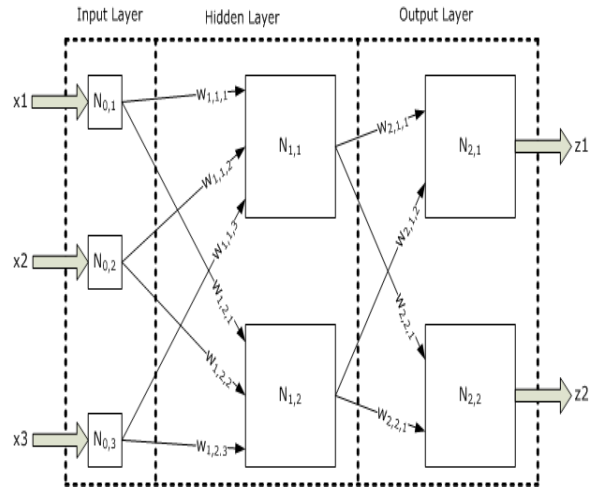 Input Layer
Hidden Layer
Output Layer
x1
N0,1
W1,1,1
N1,1
W2,1,1
N2,1
z1
W1,1,2
W1,1,3
W2,1,2
x2
N0,2
W1,2,1
W2,2,1
W1,2,2
N1,2
N2,2
z2
W2,2,1
x3
N0,3
W1,2.3